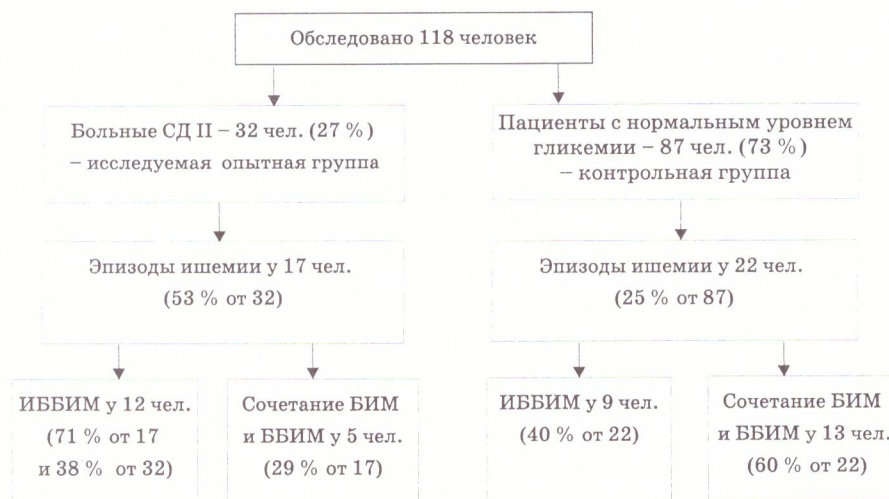 Обследовано 118 человек
Больные СД II – 32 чел. (27 %)
– исследуемая опытная группа
Пациенты с нормальным уровнем
гликемии – 87 чел. (73 %)
– контрольная группа
Эпизоды ишемии у 17 чел.
(53 % от 32)
Эпизоды ишемии у 22 чел.
(25 % от 87)
ИББИМ у 12 чел.
(71 % от 17
и 38 % от 32)
Сочетание БИМ
и ББИМ у 5 чел.
(29 % от 17)
ИББИМ у 9 чел.
(40 % от 22)
Сочетание БИМ
и ББИМ у 13 чел.
(60 % от 22)